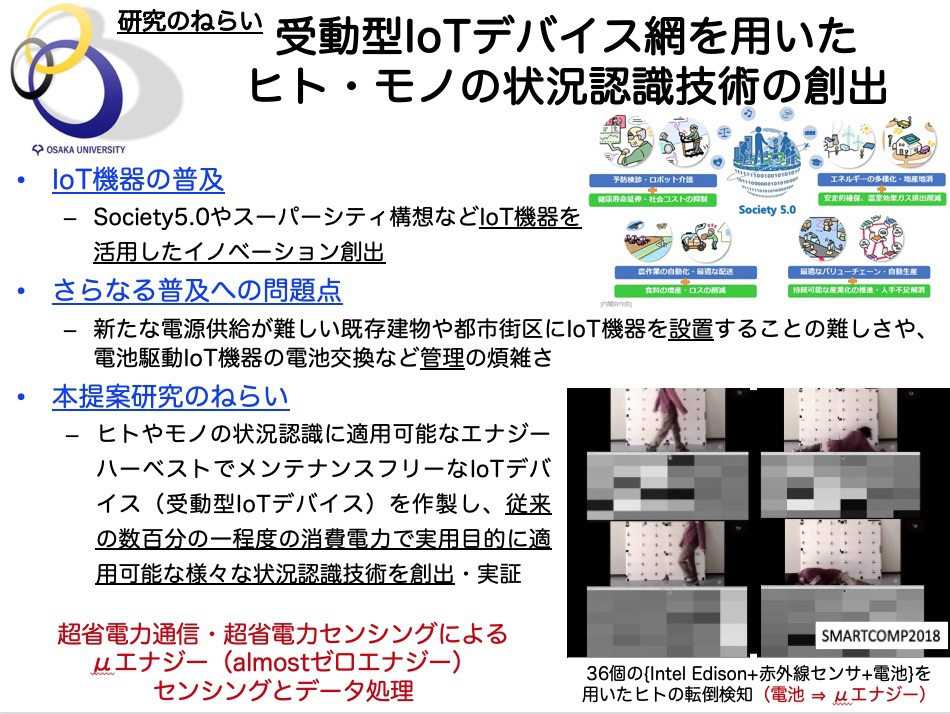 研究のねらい
受動型IoTデバイス網を用いた
ヒト・モノの状況認識技術の創出
OSAKA UNIVERSITY
• IoT機器の普及
– Society5.0やスーパーシティ構想などIoT機器を
活用したイノベーション創出
予防検診・ロボット介護
健康寿命延伸・社会コストの抑制
エネルギーの多様化・地産地消
安定的確保、温室効果ガス排出削減
Society 5.0
農作業の自動化・最適な配送
食料の増産・ロスの削減
最適なバリューチェーン・自動生産
持続可能な産業化の推進・人手不足解消
[内閣府作成]
• さらなる普及への問題点
– 新たな電源供給が難しい既存建物や都市街区にIoT機器を設置することの難しさや、
電池駆動IoT機器の電池交換など管理の煩雑さ
• 本提案研究のねらい
– ヒトやモノの状況認識に適用可能なエナジー
ハーベストでメンテナンスフリーなIoTデバ
イス（受動型IoTデバイス）を作製し、従来
の数百分の一程度の消費電力で実用目的に適
用可能な様々な状況認識技術を創出・実証
超省電力通信・超省電力センシングによる
μエナジー（almostゼロエナジー）
センシングとデータ処理
SMARTCOMP2018
36個の{Intel Edison+赤外線センサ+電池}を
用いたヒトの転倒検知（電池 ⇒ μエナジー）